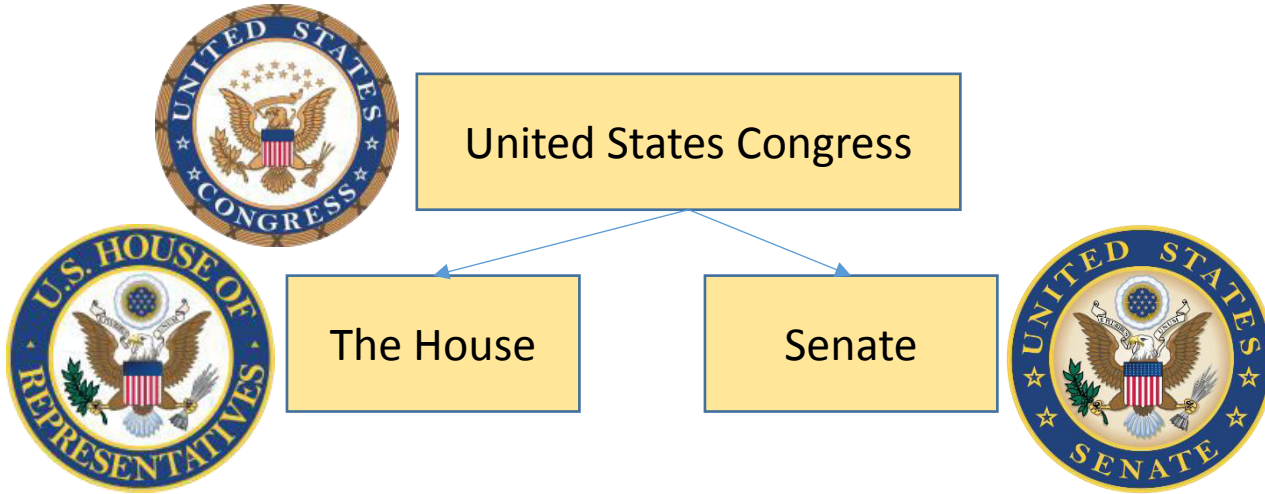 UNITED STATES
CONGRESS
United States Congress
U.S. HOUSE OF
REPRESENTATIVES
The House
Senate
UNITED STATES
SENATE